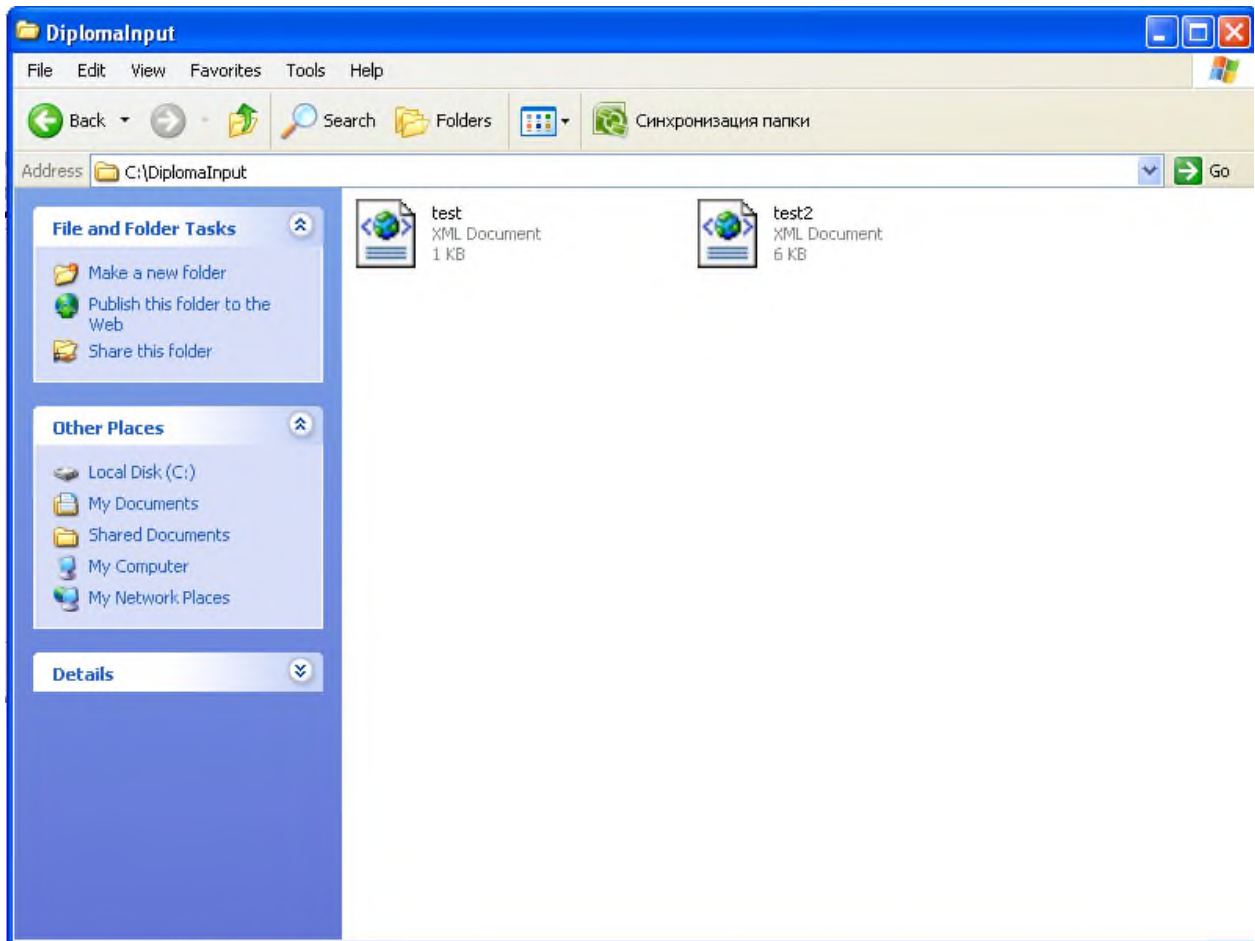 DiplomaInput
File Edit View Favorites Tools Help
Back Search Folders Синхронизация папки
Address C:\DiplomaInput Go
File and Folder Tasks
Make a new folder
Publish this folder to the
Web
Share this folder
Other Places
Local Disk (C:)
My Documents
Shared Documents
My Computer
My Network Places
Details
test
XML Document
1 KB
test2
XML Document
6 KB